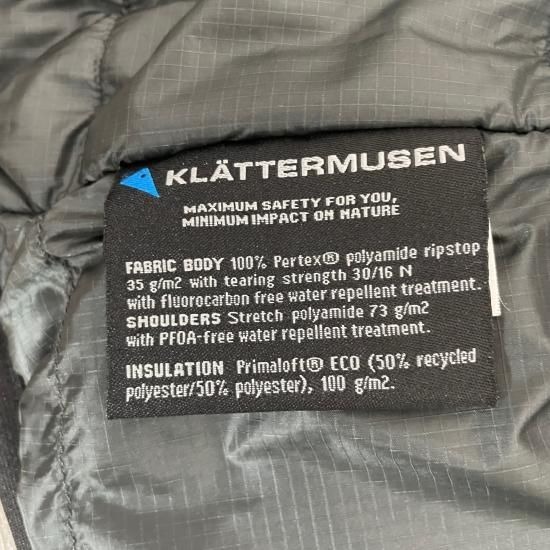 KLÄTTERMUSEN
MAXIMUM SAFETY FOR YOU,
MINIMUM IMPACT ON NATURE
FABRIC BODY 100% Pertex® polyamide ripstop
35 g/m2 with tearing strength 30/16 N
with fluorocarbon free water repellent treatment.
SHOULDERS Stretch polyamide 73 g/m2
with PFOA-free water repellent treatment.
INSULATION Primaloft® ECO (50% recycled
polyester/50% polyester), 100 g/m2.